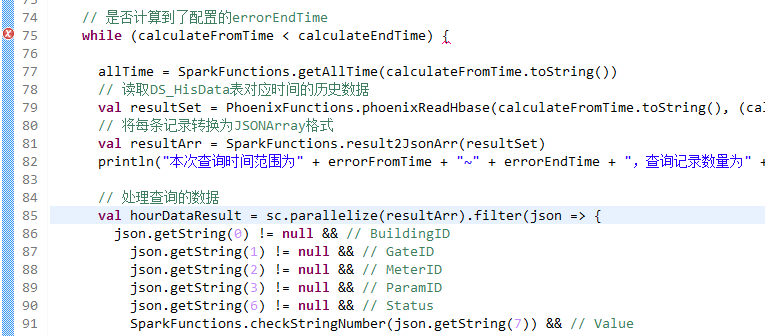 74 // 是否计算到了配置的errorEndTime
75 while (calculateFromTime < calculateEndTime) {
76
77 allTime = SparkFunctions.getAllTime(calculateFromTime.toString())
78 // 读取DS_HisData表对应时间的历史数据
79 val resultSet = PhoenixFunctions.phoenixReadHbase(calculateFromTime.toString(), (cal
80 // 将每条记录转换为JSONArray格式
81 val resultArr = SparkFunctions.result2JsonArr(resultSet)
82 println("本次查询时间范围为" + errorFromTime + "~" + errorEndTime + ", 查询记录数量为" +
83
84 // 处理查询的数据
85 val hourDataResult = sc.parallelize(resultArr).filter(json => {
86 json.getString(0) != null && // BuildingID
87 json.getString(1) != null && // GateID
88 json.getString(2) != null && // MeterID
89 json.getString(3) != null && // ParamID
90 json.getString(6) != null && // Status
91 SparkFunctions.checkStringNumber(json.getString(7)) && // Value